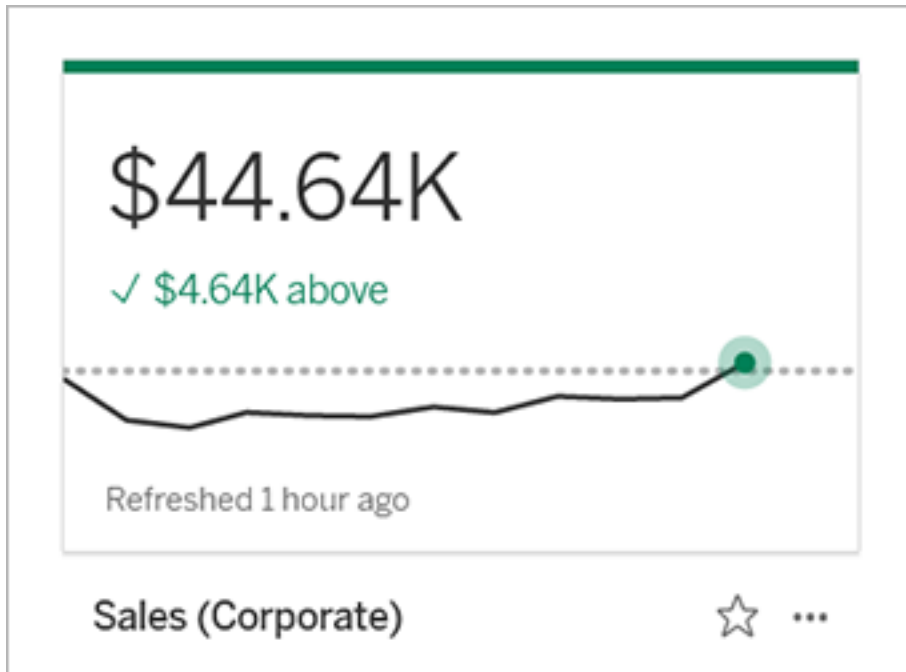 $44.64K
✓ $4.64K above
Refreshed 1 hour ago
Sales (Corporate)